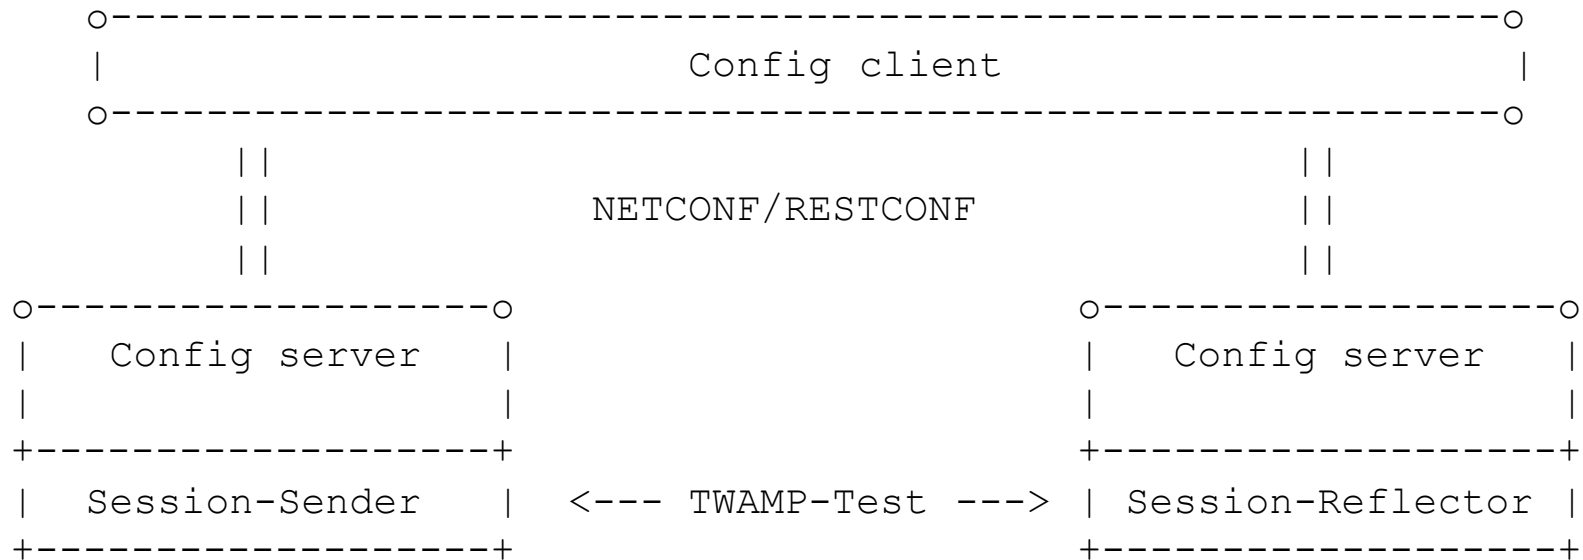 Config client
NETCONF/RESTCONF
Config server Config server
Session-Sender <--- TWAMP-Test ---> Session-Reflector